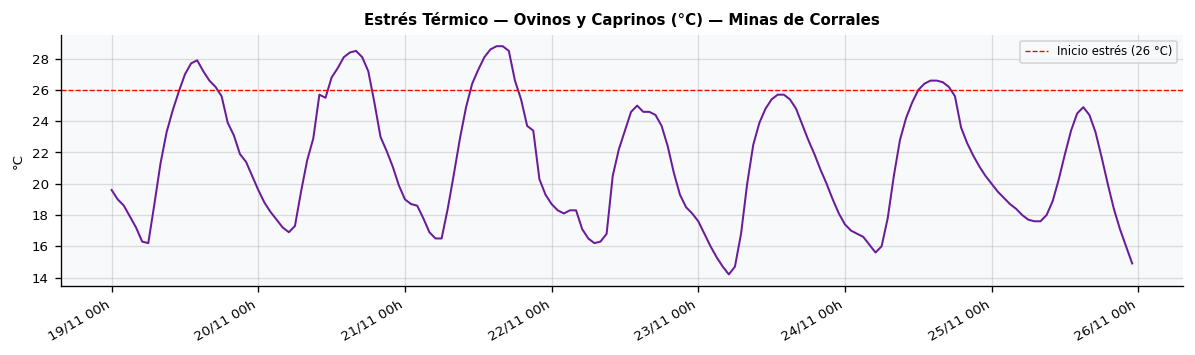 Estrés Térmico — Ovinos y Caprinos (°C) — Minas de Corrales
Inicio estrés (26 °C)
°C
28
26
24
22
20
18
16
14
19/11 00h
20/11 00h
21/11 00h
22/11 00h
23/11 00h
24/11 00h
25/11 00h
26/11 00h